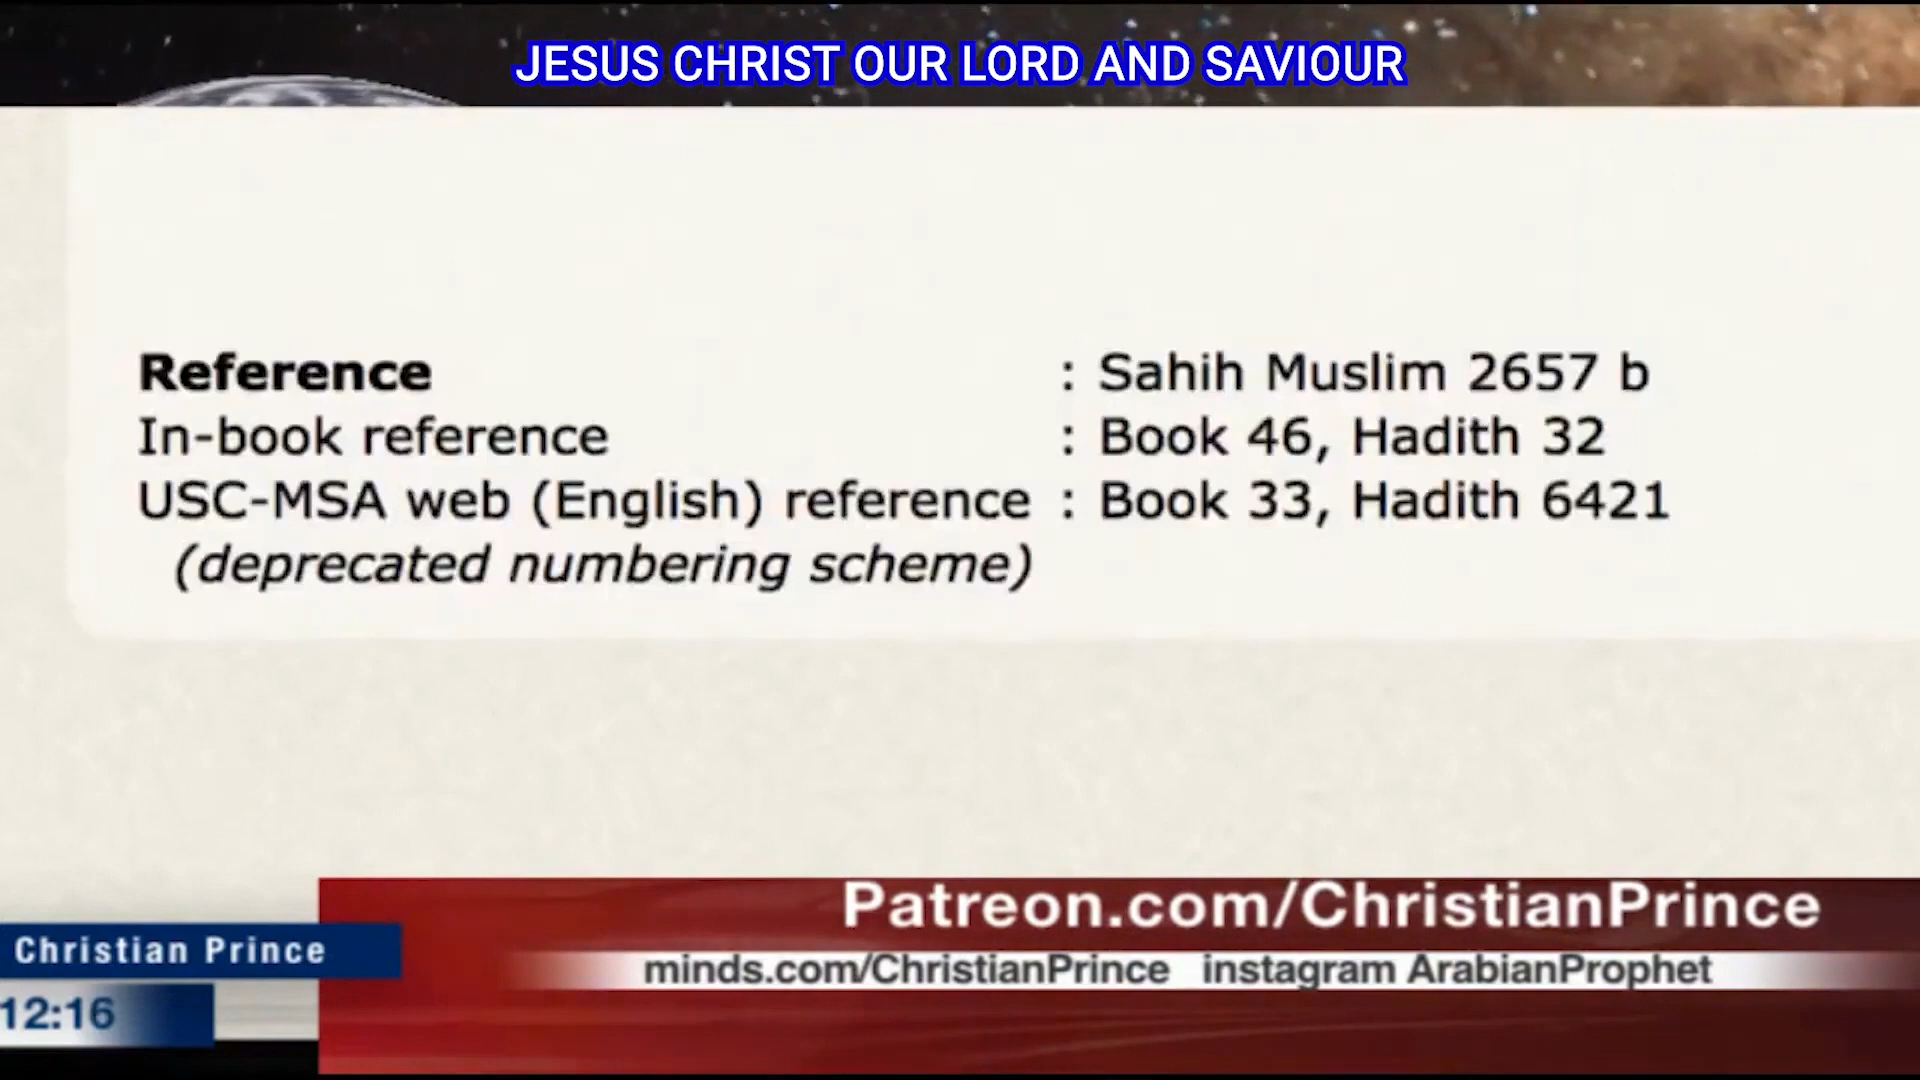 JESUS CHRIST OUR LORD AND SAVIOUR
Reference : Sahih Muslim 2657 b
In-book reference : Book 46, Hadith 32
USC-MSA web (English) reference : Book 33, Hadith 6421
(deprecated numbering scheme)
Patreon.com/ChristianPrince
Christian Prince
minds.com/ChristianPrince instagram ArabianProphet
12:16